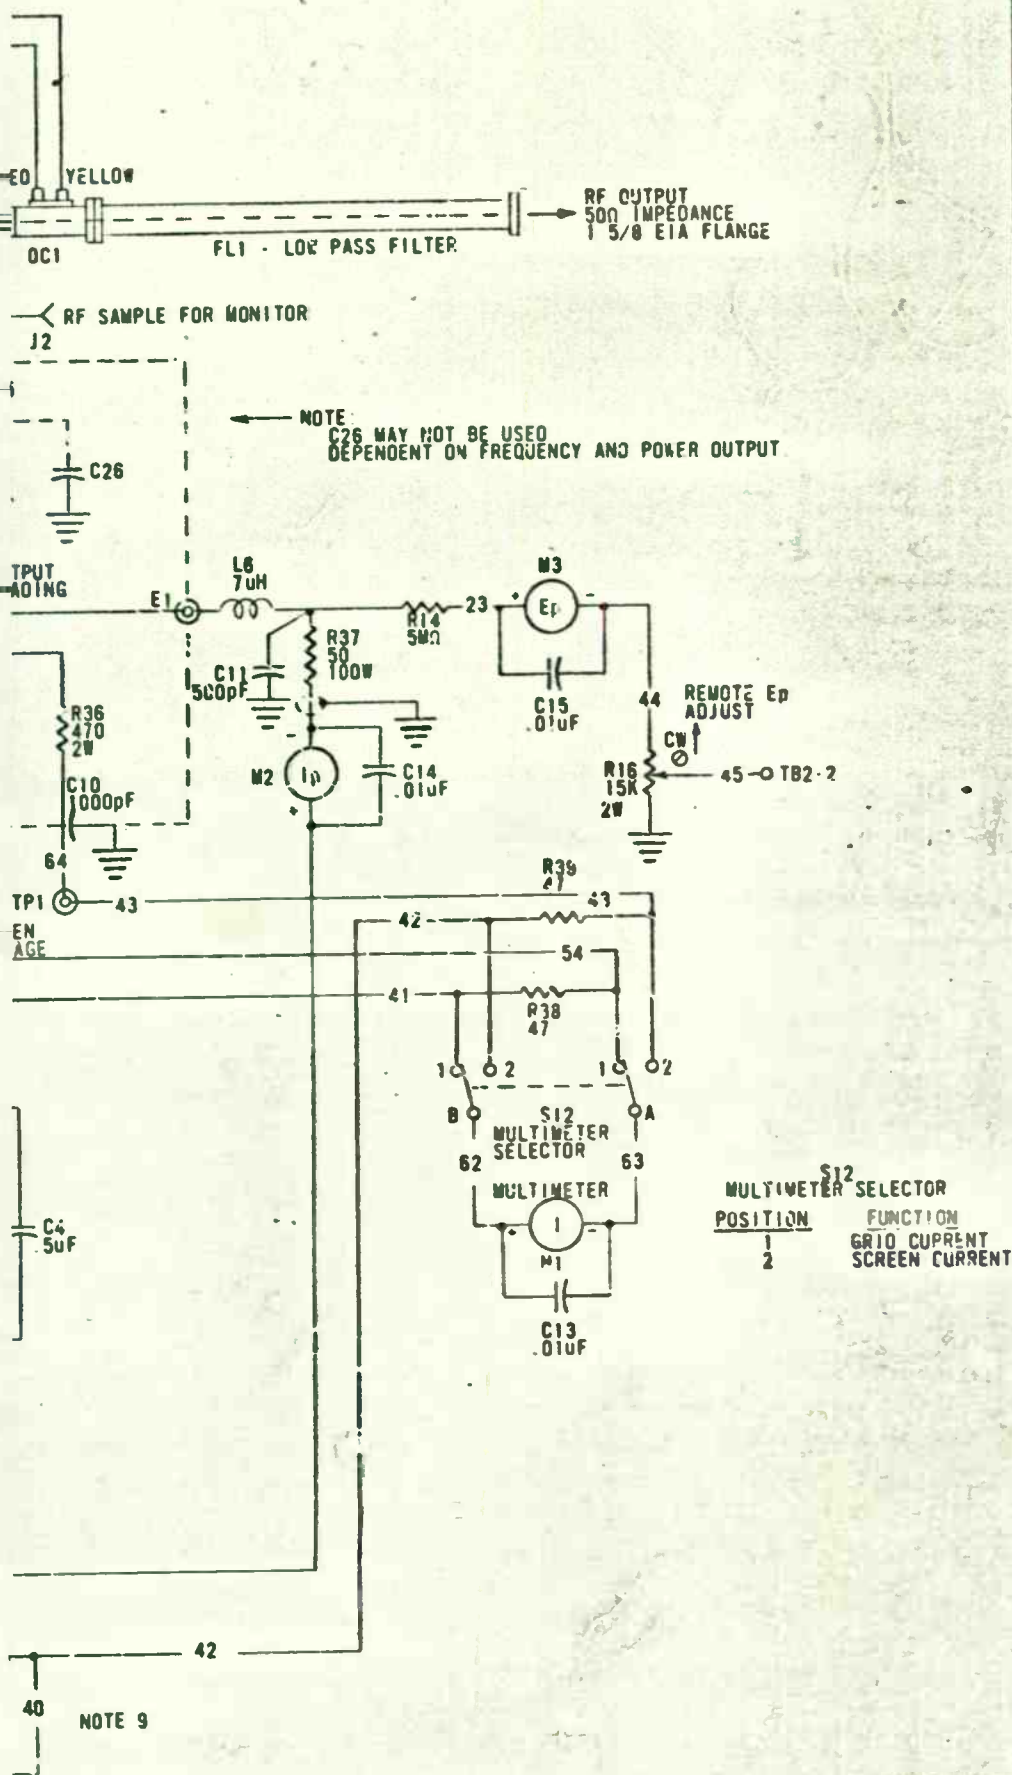 YELLOW
RF OUTPUT
50Ω IMPEDANCE
1 5/8 EIA FLANGE
DC1
FL1 - LOW PASS FILTER
RF SAMPLE FOR MONITOR
J2
NOTE:
C26 MAY NOT BE USED
DEPENDENT ON FREQUENCY AND POWER OUTPUT
C26
TPUT
ADING
E1
L6
7uH
M3
+
Ep
-
R14
5MΩ
23
R37
50
100W
C11
500pF
C15
.01uF
44
REMOTE Ep
ADJUST
CW
R36
470
2W
-
M2
Ip
+
C14
.01uF
R16
15K
2W
45
TB2-2
C10
1000pF
64
TP1
43
R39
47
43
42
EN
AGE
54
41
R38
47
1
2
1
2
B
S12
A
MULTIMETER
SELECTOR
62
63
MULTIMETER
+
I
-
M1
C13
.01uF
S12
MULTIMETER SELECTOR
POSITION FUNCTION
1 GRID CURRENT
2 SCREEN CURRENT
C4
.5uF
42
40
NOTE 9